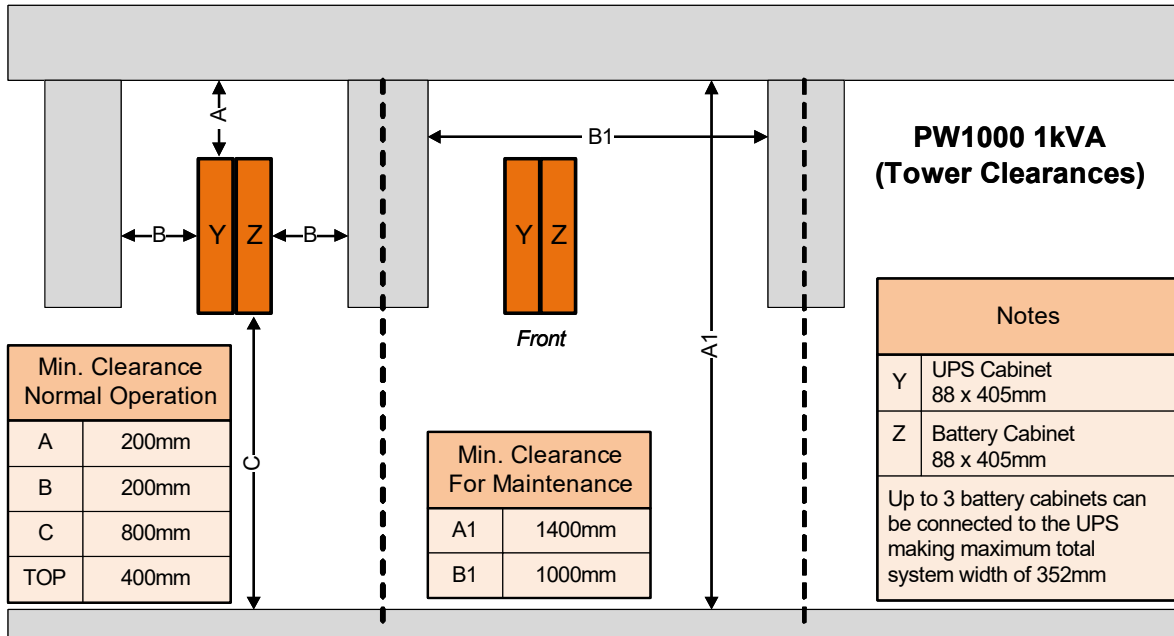 PW1000 1kVA
(Tower Clearances)
A
B1
B
Y
Z
B
Y
Z
Front
A1
C
Min. Clearance
Normal Operation
A 200mm
B 200mm
C 800mm
TOP 400mm
Min. Clearance
For Maintenance
A1 1400mm
B1 1000mm
Notes
Y UPS Cabinet
88 x 405mm
Z Battery Cabinet
88 x 405mm
Up to 3 battery cabinets can
be connected to the UPS
making maximum total
system width of 352mm